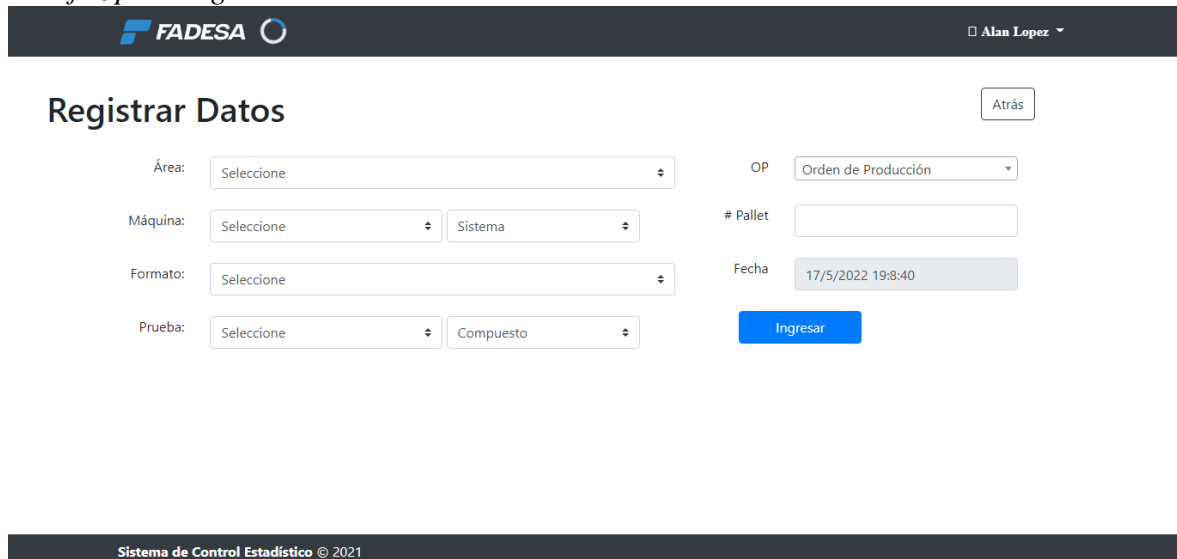 FADESA
Alan Lopez
Registrar Datos
Atrás
Área: Seleccione
OP Orden de Producción
Máquina: Seleccione Sistema
# Pallet
Formato: Seleccione
Fecha 17/5/2022 19:8:40
Prueba: Seleccione Compuesto
Ingresar
Sistema de Control Estadístico © 2021